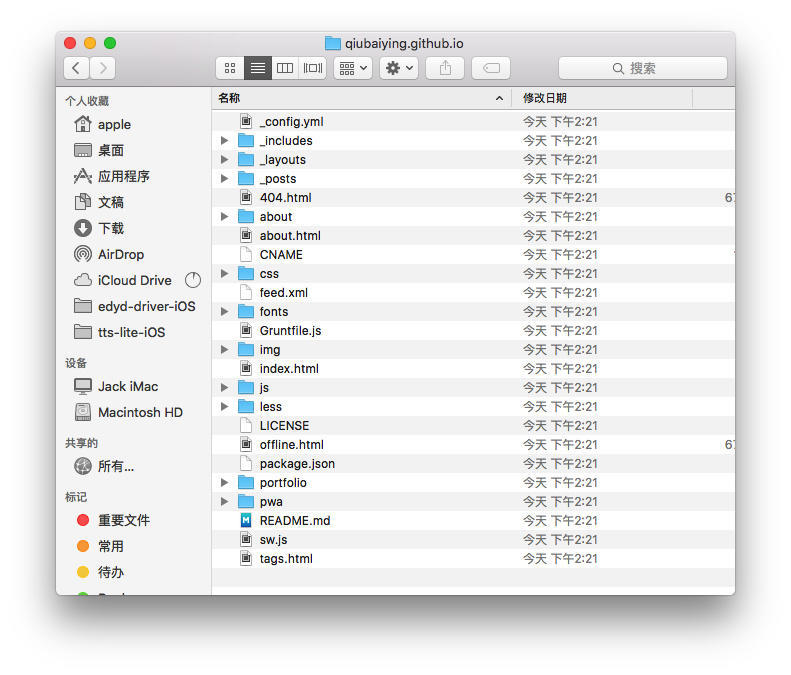 qiubaiying.github.io
搜索
个人收藏
apple
桌面
应用程序
文稿
下载
AirDrop
iCloud Drive
edyd-driver-iOS
tts-lite-iOS
设备
Jack iMac
Macintosh HD
共享的
所有...
标记
重要文件
常用
待办
名称 修改日期
_config.yml 今天 下午2:21
_includes 今天 下午2:21
_layouts 今天 下午2:21
_posts 今天 下午2:21
404.html 今天 下午2:21 67
about 今天 下午2:21
about.html 今天 下午2:21
CNAME 今天 下午2:21
css 今天 下午2:21
feed.xml 今天 下午2:21
fonts 今天 下午2:21
Gruntfile.js 今天 下午2:21
img 今天 下午2:21
index.html 今天 下午2:21
js 今天 下午2:21
less 今天 下午2:21
LICENSE 今天 下午2:21
offline.html 今天 下午2:21 67
package.json 今天 下午2:21
portfolio 今天 下午2:21
pwa 今天 下午2:21
README.md 今天 下午2:21
sw.js 今天 下午2:21
tags.html 今天 下午2:21